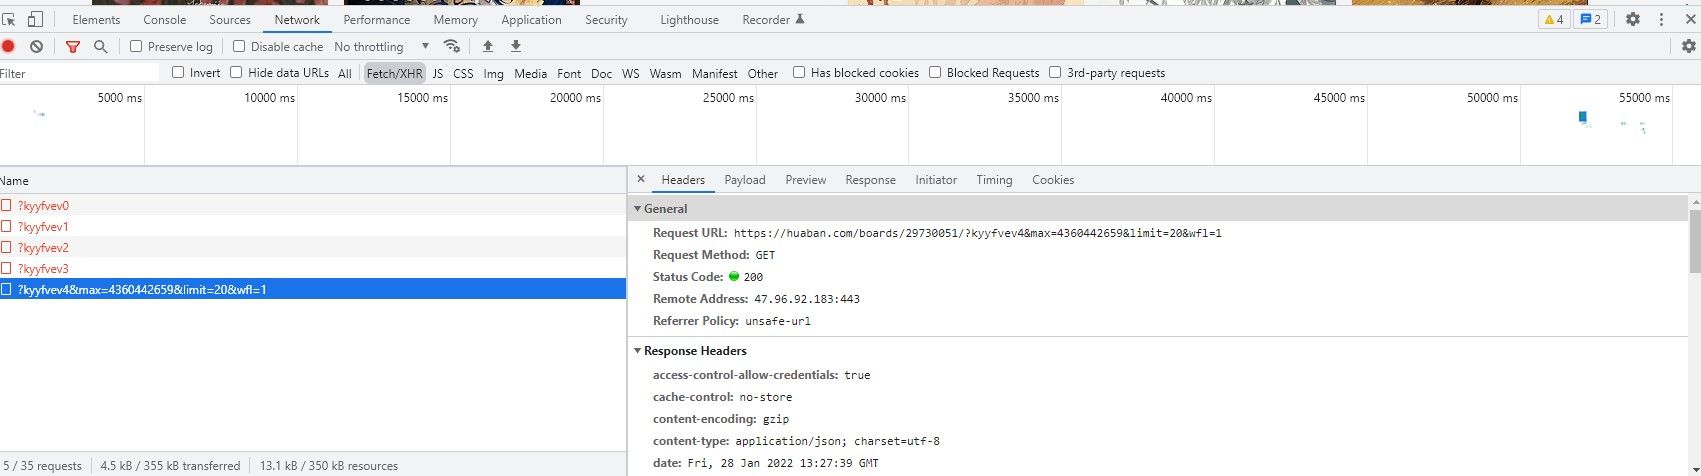 Elements Console Sources Network Performance Memory Application Security Lighthouse Recorder 4 2
Preserve log Disable cache No throttling
Filter Invert Hide data URLs All Fetch/XHR JS CSS Img Media Font Doc WS Wasm Manifest Other Has blocked cookies Blocked Requests 3rd-party requests
5000 ms 10000 ms 15000 ms 20000 ms 25000 ms 30000 ms 35000 ms 40000 ms 45000 ms 50000 ms 55000 ms
Name
?kyyfvev0
?kyyfvev1
?kyyfvev2
?kyyfvev3
?kyyfvev4&max=4360442659&limit=20&wfl=1
5 / 35 requests 4.5 kB / 355 kB transferred 13.1 kB / 350 kB resources
Headers Payload Preview Response Initiator Timing Cookies
General
Request URL: https://huaban.com/boards/29730051/?kyyfvev4&max=4360442659&limit=20&wfl=1
Request Method: GET
Status Code: 200
Remote Address: 47.96.92.183:443
Referrer Policy: unsafe-url
Response Headers
access-control-allow-credentials: true
cache-control: no-store
content-encoding: gzip
content-type: application/json; charset=utf-8
date: Fri, 28 Jan 2022 13:27:39 GMT